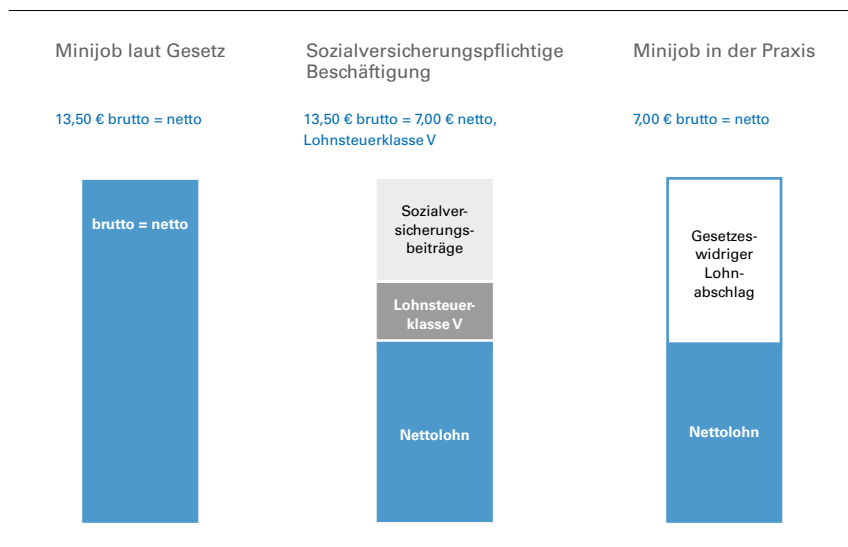 Minijob laut Gesetz
13,50 € brutto = netto
brutto = netto
Sozialversicherungspflichtige
Beschäftigung
13,50 € brutto = 7,00 € netto,
Lohnsteuerklasse V
Sozialver-
sicherungs-
beiträge
Lohnsteuer-
klasse V
Nettolohn
Minijob in der Praxis
7,00 € brutto = netto
Gesetzes-
widriger
Lohn-
abschlag
Nettolohn